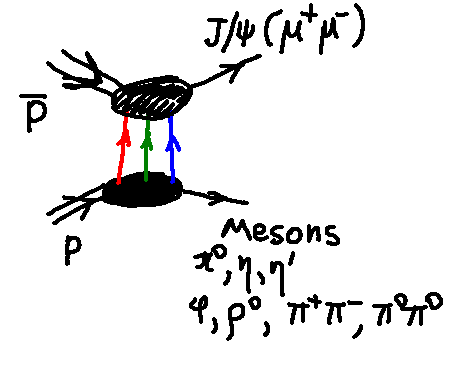 J/ψ (μ⁺μ⁻)
p̅
p
Mesons
π⁰, η, η'
φ, ρ⁰, π⁺π⁻, π⁰π⁰